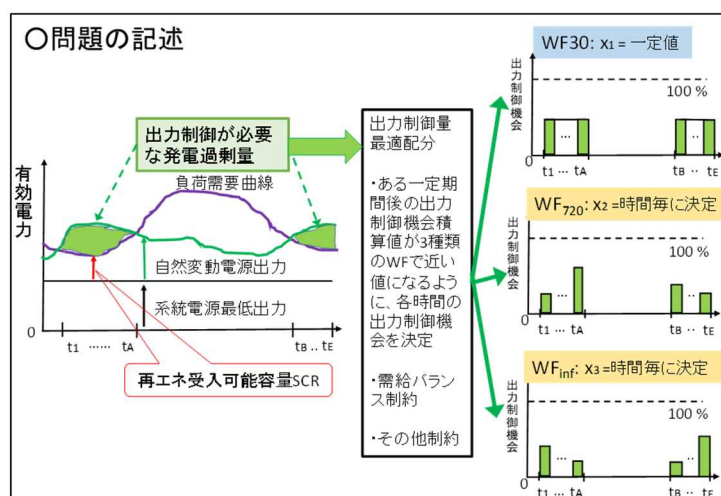 〇問題の記述
出力制御が必要
な発電過剰量
有効電力
負荷需要曲線
自然変動電源出力
系統電源最低出力
0
t1 …… tA
tB .. tE
再エネ受入可能容量SCR
出力制御量
最適配分
・ある一定期
間後の出力
制御機会積
算値が3種類
のWFで近い
値になるよう
に、各時間の
出力制御機
会を決定
・需給バラン
ス制約
・その他制約
WF30: x1 = 一定値
出力制御機会
100 %
... ..
0
t1 ... tA tB .. tE
WF720: x2 =時間毎に決定
出力制御機会
100 %
... ..
0
t1 ... tA tB .. tE
WFinf: x3 =時間毎に決定
出力制御機会
100 %
... ..
0
t1 ... tA tB .. tE